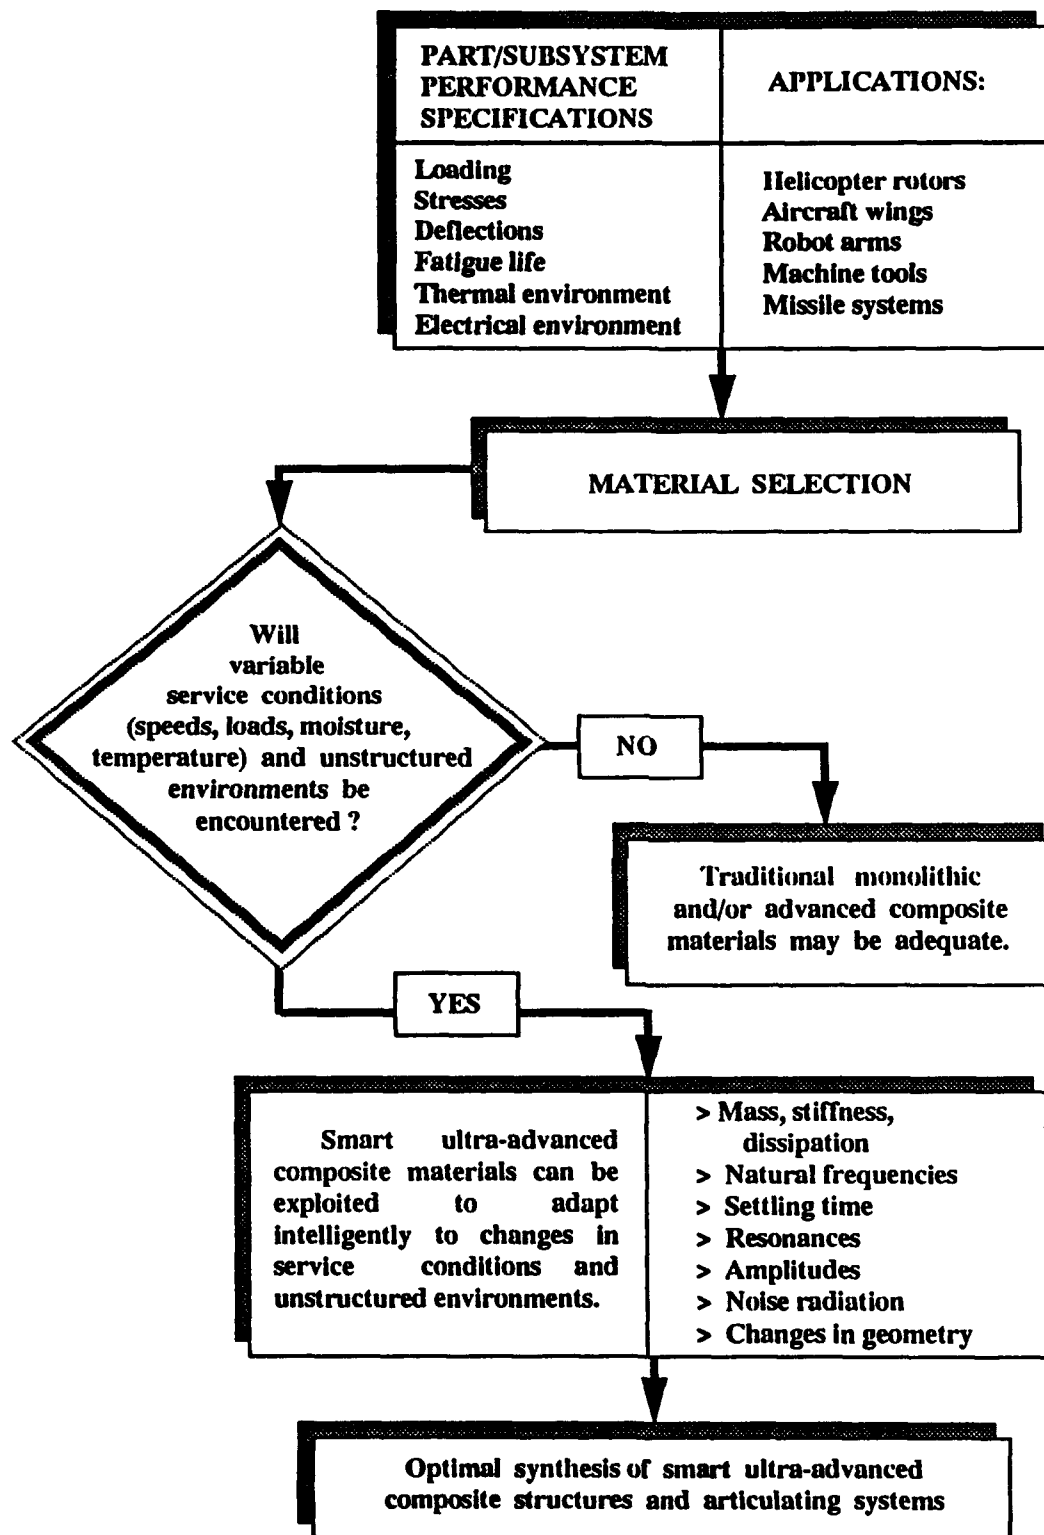 PART/SUBSYSTEM
PERFORMANCE
SPECIFICATIONS
APPLICATIONS:
Loading
Stresses
Deflections
Fatigue life
Thermal environment
Electrical environment
Helicopter rotors
Aircraft wings
Robot arms
Machine tools
Missile systems
MATERIAL SELECTION
Will
variable
service conditions
(speeds, loads, moisture,
temperature) and unstructured
environments be
encountered ?
NO
Traditional monolithic
and/or advanced composite
materials may be adequate.
YES
Smart ultra-advanced
composite materials can be
exploited to adapt
intelligently to changes in
service conditions and
unstructured environments.
> Mass, stiffness,
dissipation
> Natural frequencies
> Settling time
> Resonances
> Amplitudes
> Noise radiation
> Changes in geometry
Optimal synthesis of smart ultra-advanced
composite structures and articulating systems